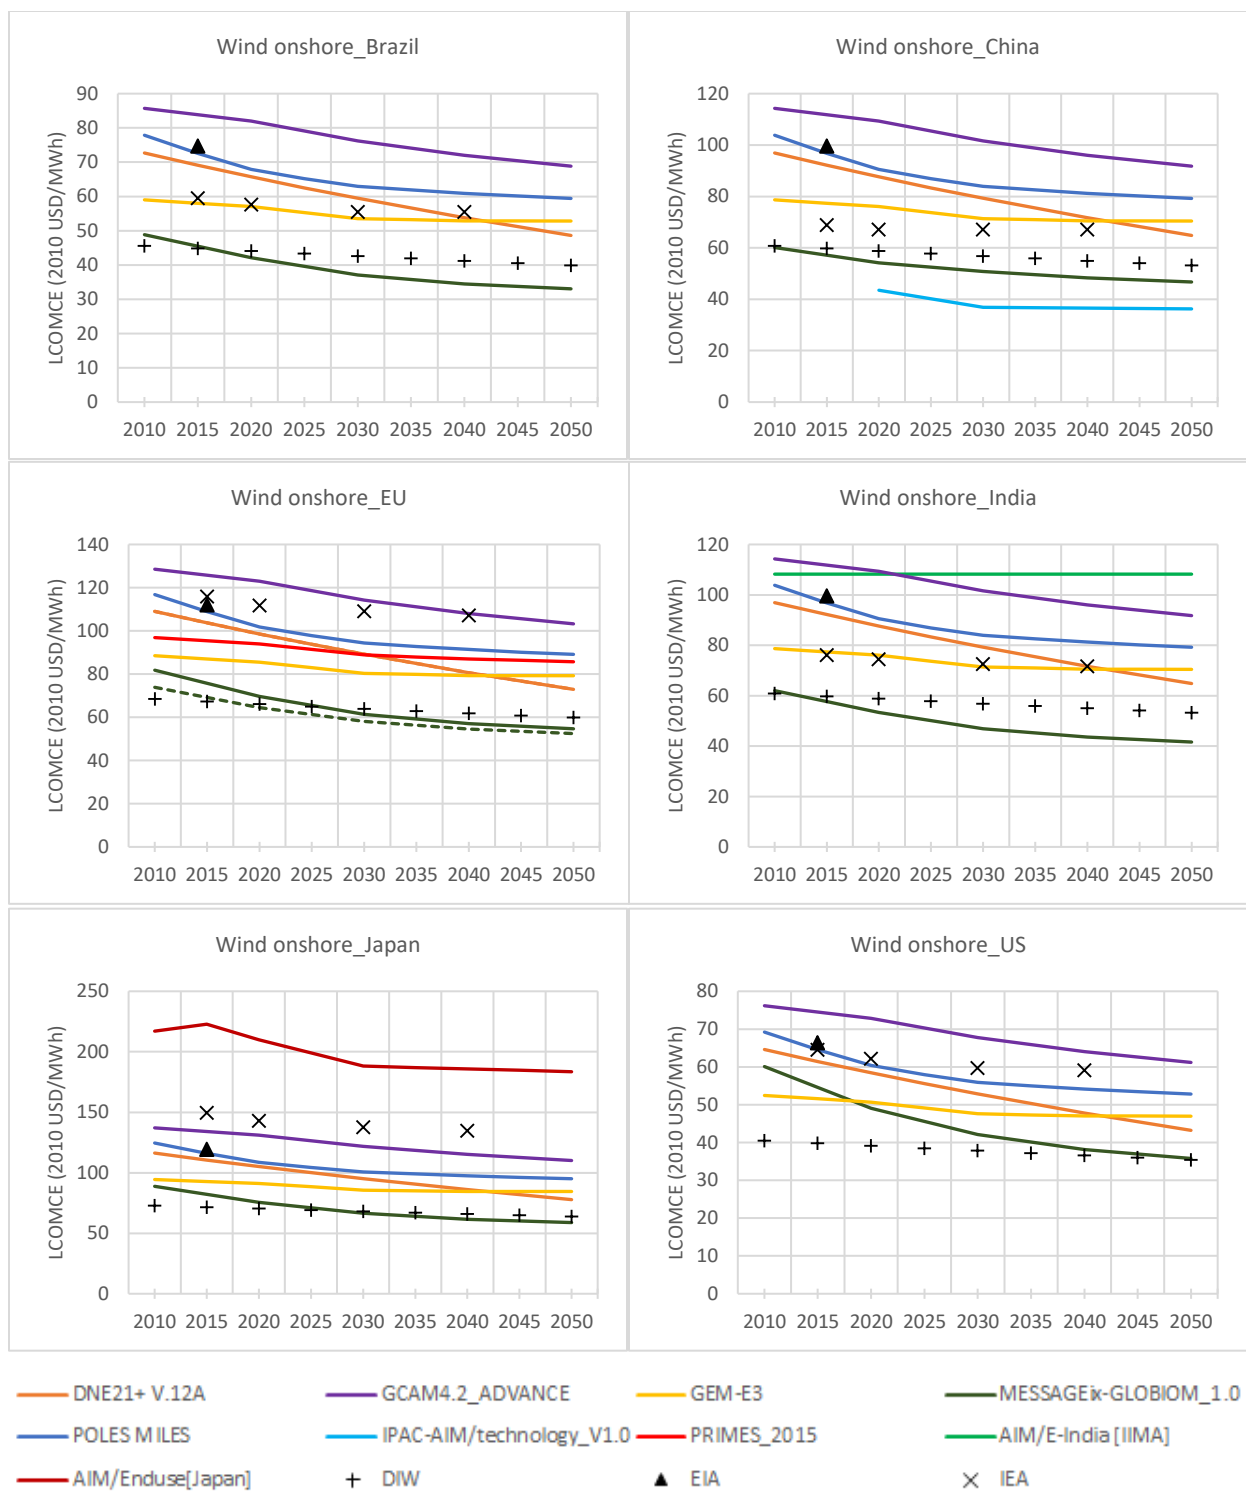 Wind onshore_Brazil
LCOMCE (2010 USD/MWh)
90
80
70
60
50
40
30
20
10
0
2010 2015 2020 2025 2030 2035 2040 2045 2050
Wind onshore_China
LCOMCE (2010 USD/MWh)
120
100
80
60
40
20
0
2010 2015 2020 2025 2030 2035 2040 2045 2050
Wind onshore_EU
LCOMCE (2010 USD/MWh)
140
120
100
80
60
40
20
0
2010 2015 2020 2025 2030 2035 2040 2045 2050
Wind onshore_India
LCOMCE (2010 USD/MWh)
120
100
80
60
40
20
0
2010 2015 2020 2025 2030 2035 2040 2045 2050
Wind onshore_Japan
LCOMCE (2010 USD/MWh)
250
200
150
100
50
0
2010 2015 2020 2025 2030 2035 2040 2045 2050
Wind onshore_US
LCOMCE (2010 USD/MWh)
80
70
60
50
40
30
20
10
0
2010 2015 2020 2025 2030 2035 2040 2045 2050
DNE21+ V.12A GCAM4.2_ADVANCE GEM-E3 MESSAGEix-GLOBIOM_1.0
POLES MILES IPAC-AIM/technology_V1.0 PRIMES_2015 AIM/E-India [IIMA]
AIM/Enduse[Japan] DIW EIA IEA